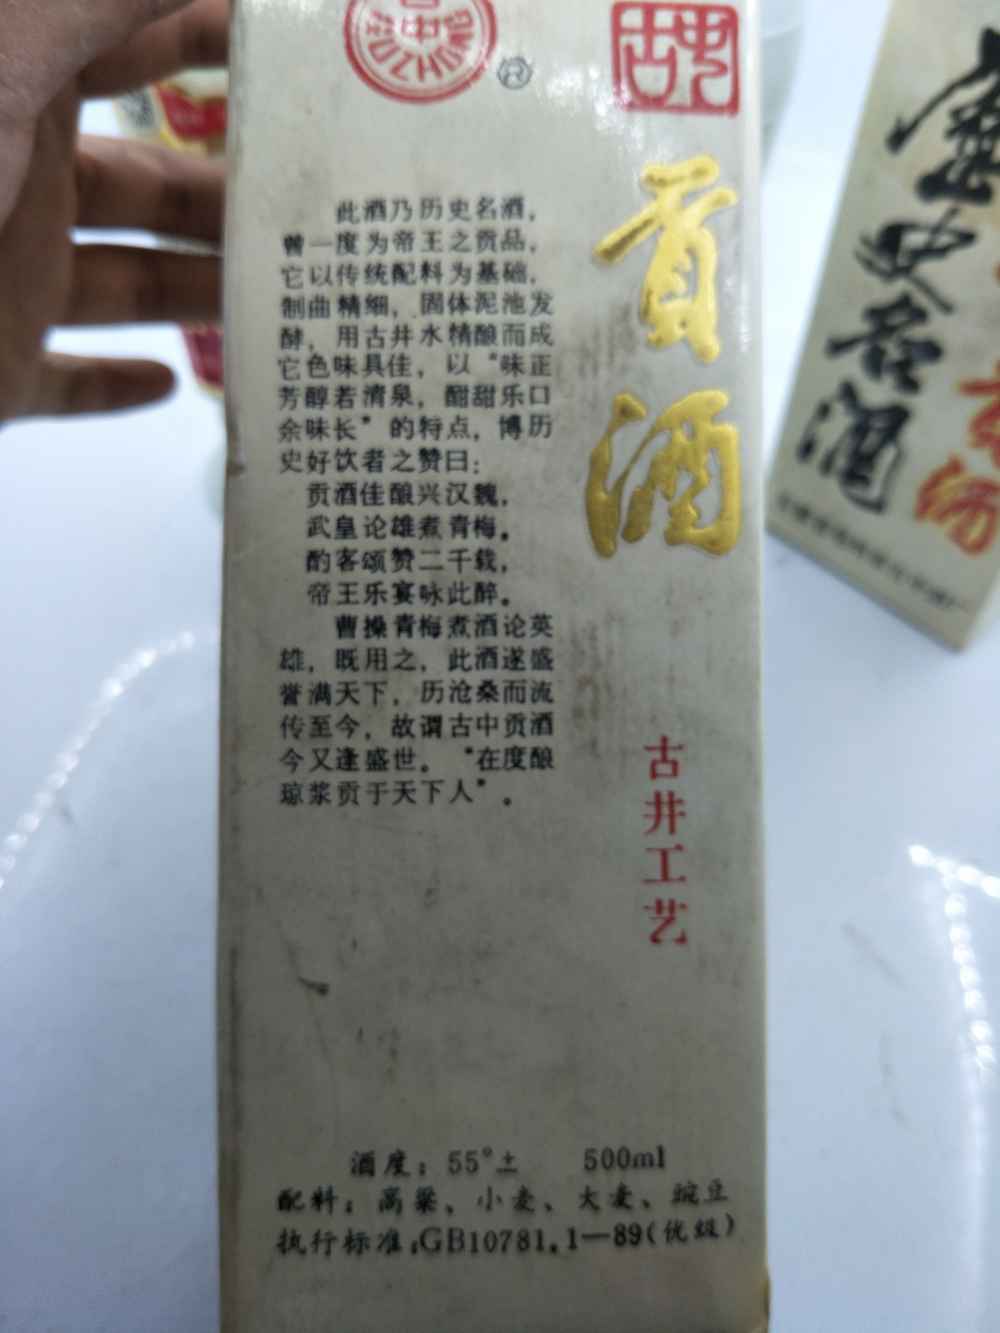 中
GUZHONG
R
古
贡
酒
此酒乃历史名酒，
曾一度为帝王之贡品，
它以传统配料为基础，
制曲精细，固体泥池发
酵，用古井水精酿而成
它色味具佳，以“味正
芳醇若清泉，酣甜乐口
余味长”的特点，博历
史好饮者之赞曰：
贡酒佳酿兴汉魏，
武皇论雄煮青梅。
酌客颂赞二千载，
帝王乐宴咏此醉。
曹操青梅煮酒论英
雄，既用之，此酒遂盛
誉满天下，历沧桑而流
传至今，故谓古中贡酒
今又逢盛世。“在度酿
琼浆贡于天下人”。
古井工艺
酒度：55°± 500ml
配料：高粱、小麦、大麦、豌豆
执行标准：GB10781.1—89（优级）
历史名酒
贡酒